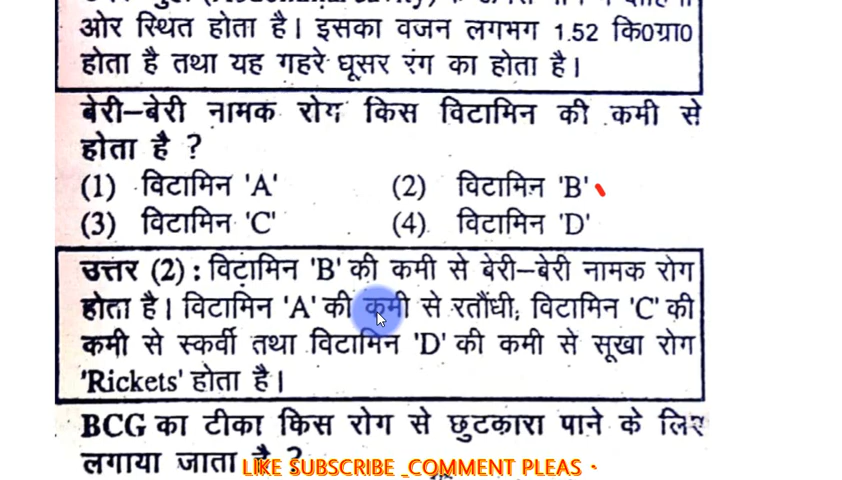 ओर स्थित होता है। इसका वजन लगभग 1.52 कि0ग्रा0
होता है तथा यह गहरे घूसर रंग का होता है।
बेरी–बेरी नामक रोग किस विटामिन की कमी से
होता है ?
(1) विटामिन 'A' (2) विटामिन 'B'
(3) विटामिन 'C' (4) विटामिन 'D'
उत्तर (2) : विटामिन 'B' की कमी से बेरी–बेरी नामक रोग
होता है। विटामिन 'A' की कमी से रतौंधी, विटामिन 'C' की
कमी से स्कर्वी तथा विटामिन 'D' की कमी से सूखा रोग
'Rickets' होता है।
BCG का टीका किस रोग से छुटकारा पाने के लिए
लगाया जाता है ?
LIKE SUBSCRIBE _COMMENT PLEAS